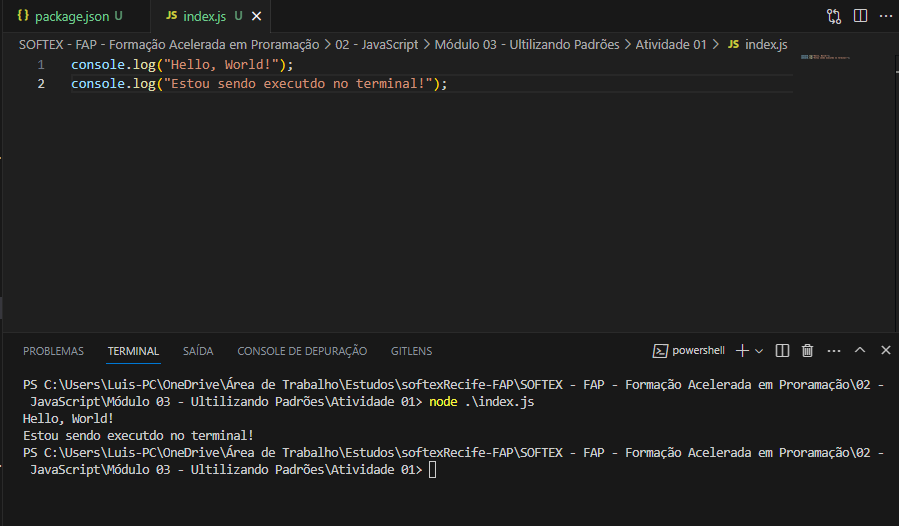 {} package.json U JS index.js U
SOFTEX - FAP - Formação Acelerada em Proramação > 02 - JavaScript > Módulo 03 - Ultilizando Padrões > Atividade 01 > JS index.js
1 console.log("Hello, World!");
2 console.log("Estou sendo executdo no terminal!");
PROBLEMAS TERMINAL SAÍDA CONSOLE DE DEPURAÇÃO GITLENS powershell
PS C:\Users\Luis-PC\OneDrive\Área de Trabalho\Estudos\softexRecife-FAP\SOFTEX - FAP - Formação Acelerada em Proramação\02 -
JavaScript\Módulo 03 - Ultilizando Padrões\Atividade 01> node .\index.js
Hello, World!
Estou sendo executdo no terminal!
PS C:\Users\Luis-PC\OneDrive\Área de Trabalho\Estudos\softexRecife-FAP\SOFTEX - FAP - Formação Acelerada em Proramação\02 -
JavaScript\Módulo 03 - Ultilizando Padrões\Atividade 01>